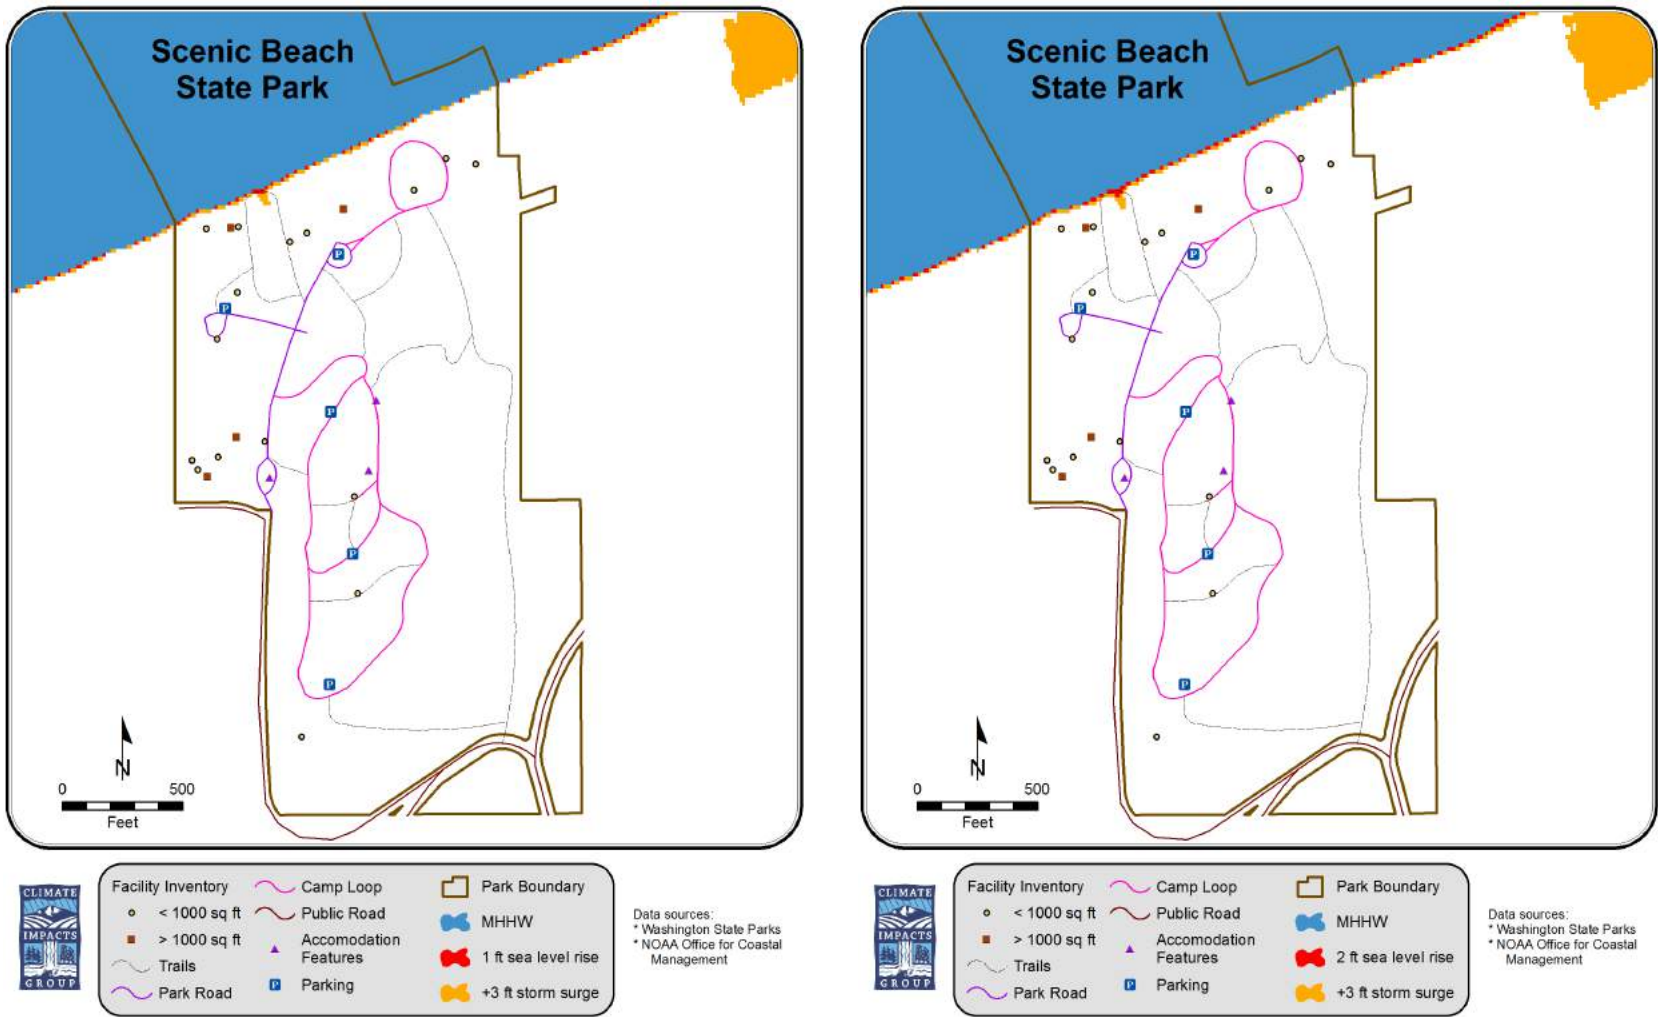 Scenic Beach
State Park
P
P
P
P
P
N
0 500
Feet
CLIMATE
IMPACTS
GROUP
Facility Inventory
< 1000 sq ft
> 1000 sq ft
Trails
Park Road
Camp Loop
Public Road
Accomodation
Features
P Parking
Park Boundary
MHHW
1 ft sea level rise
+3 ft storm surge
Data sources:
* Washington State Parks
* NOAA Office for Coastal
Management
Scenic Beach
State Park
P
P
P
P
P
N
0 500
Feet
CLIMATE
IMPACTS
GROUP
Facility Inventory
< 1000 sq ft
> 1000 sq ft
Trails
Park Road
Camp Loop
Public Road
Accomodation
Features
P Parking
Park Boundary
MHHW
2 ft sea level rise
+3 ft storm surge
Data sources:
* Washington State Parks
* NOAA Office for Coastal
Management